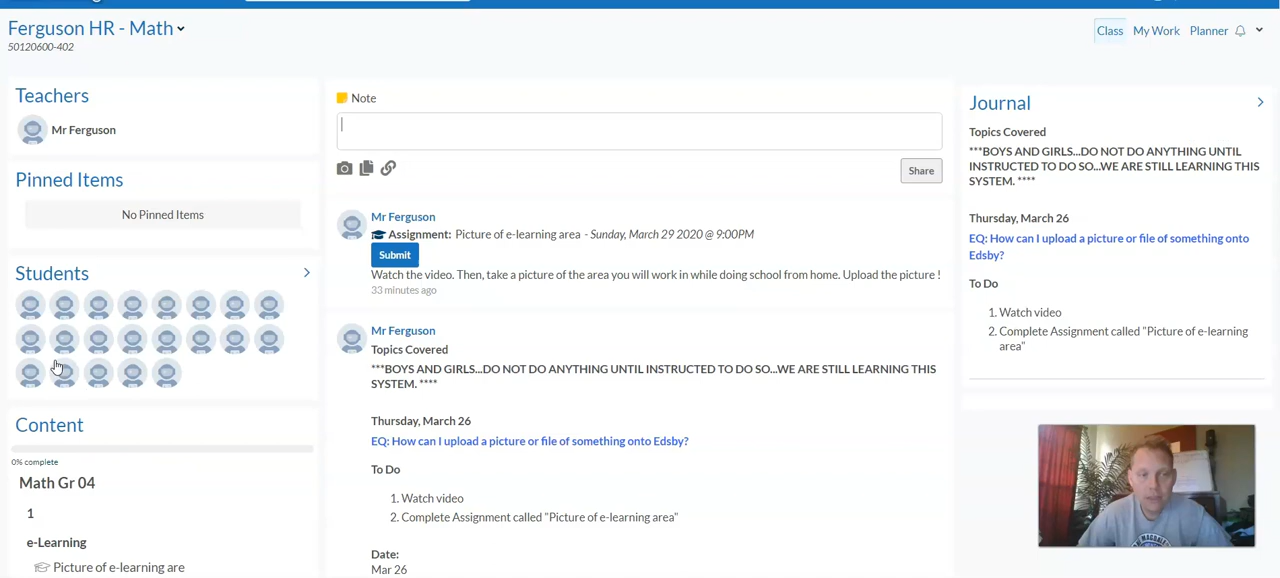 Ferguson HR - Math
50120600-402
Class My Work Planner
Teachers
Mr Ferguson
Pinned Items
No Pinned Items
Students
Content
0% complete
Math Gr 04
1
e-Learning
Picture of e-learning are
Note
Share
Mr Ferguson
Assignment: Picture of e-learning area - Sunday, March 29 2020 @ 9:00PM
Submit
Watch the video. Then, take a picture of the area you will work in while doing school from home. Upload the picture !
33 minutes ago
Mr Ferguson
Topics Covered
***BOYS AND GIRLS...DO NOT DO ANYTHING UNTIL INSTRUCTED TO DO SO...WE ARE STILL LEARNING THIS
SYSTEM. ****
Thursday, March 26
EQ: How can I upload a picture or file of something onto Edsby?
To Do
1. Watch video
2. Complete Assignment called "Picture of e-learning area"
Date:
Mar 26
Journal
Topics Covered
***BOYS AND GIRLS...DO NOT DO ANYTHING UNTIL
INSTRUCTED TO DO SO...WE ARE STILL LEARNING THIS
SYSTEM. ****
Thursday, March 26
EQ: How can I upload a picture or file of something onto
Edsby?
To Do
1. Watch video
2. Complete Assignment called "Picture of e-learning
area"